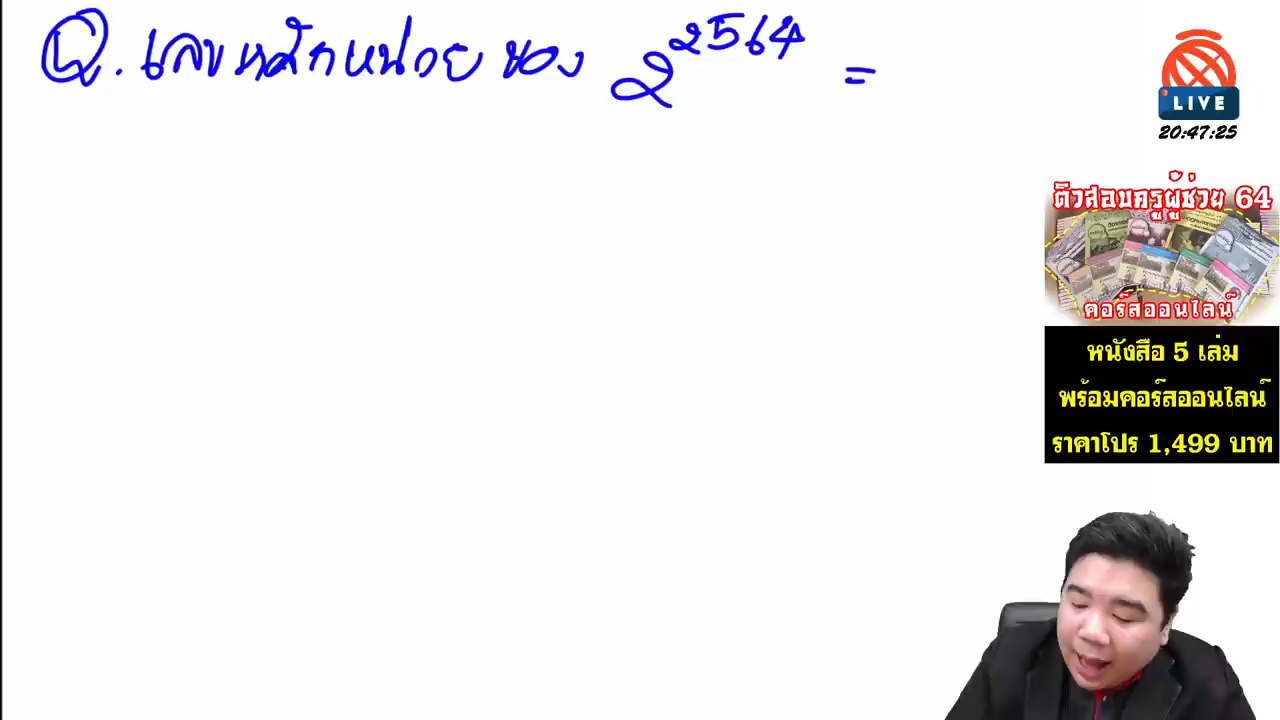 Q. เลขหลักหน่วย ของ 2^2564 =
LIVE
20:47:25
ติวสอบครูผู้ช่วย 64
คอร์สออนไลน์
หนังสือ 5 เล่ม
พร้อมคอร์สออนไลน์
ราคาโปร 1,499 บาท